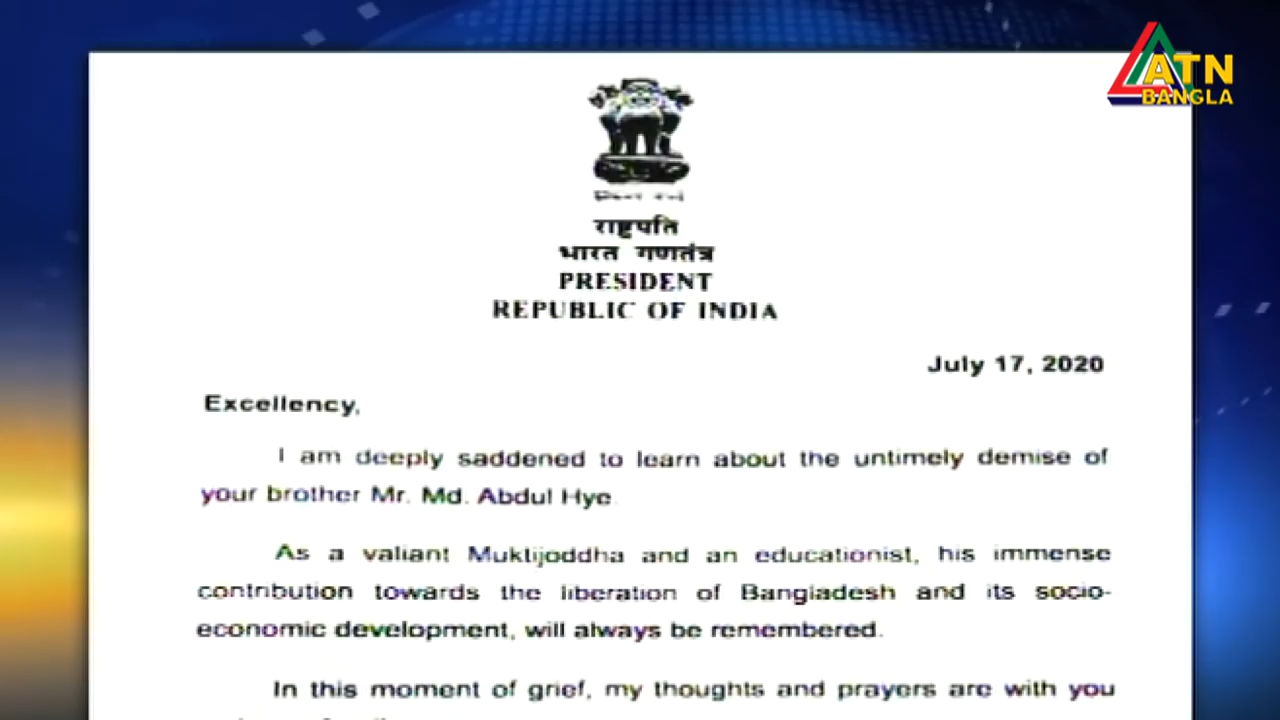 ATN
BANGLA
राष्ट्रपति
भारत गणतंत्र
PRESIDENT
REPUBLIC OF INDIA
July 17, 2020
Excellency,
I am deeply saddened to learn about the untimely demise of
your brother Mr. Md. Abdul Hye.
As a valiant Muktijoddha and an educationist, his immense
contribution towards the liberation of Bangladesh and its socio-
economic development, will always be remembered.
In this moment of grief, my thoughts and prayers are with you